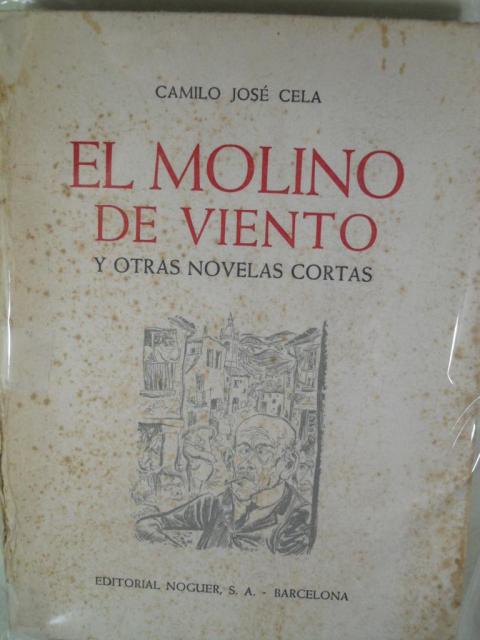 CAMILO JOSÉ CELA
EL MOLINO
DE VIENTO
Y OTRAS NOVELAS CORTAS
EDITORIAL NOGUER, S. A. - BARCELONA